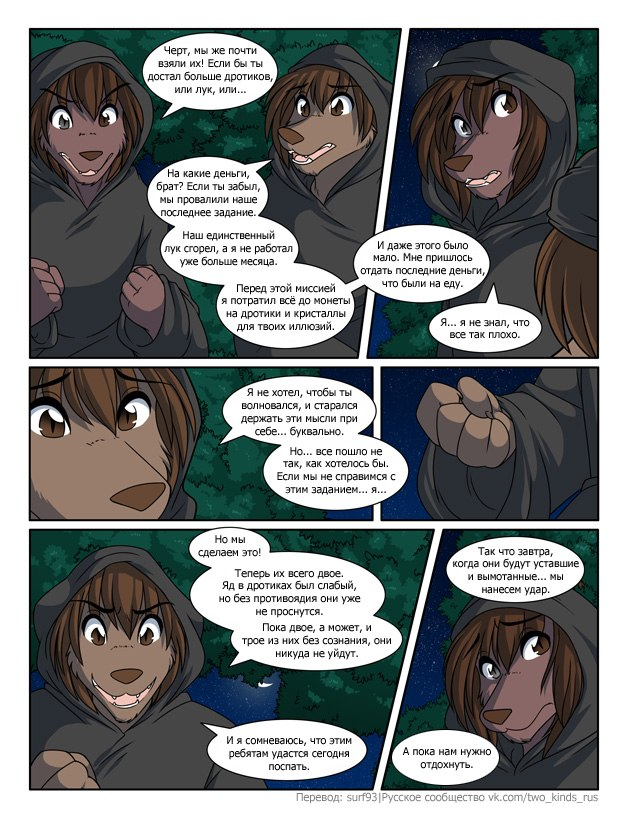 Черт, мы же почти
взяли их! Если бы ты
достал больше дротиков,
или лук, или...
На какие деньги,
брат? Если ты забыл,
мы провалили наше
последнее задание.
Наш единственный
лук сгорел, а я не работал
уже больше месяца.
Перед этой миссией
я потратил всё до монеты
на дротики и кристаллы
для твоих иллюзий.
И даже этого было
мало. Мне пришлось
отдать последние деньги,
что были на еду.
Я... я не знал, что
все так плохо.
Я не хотел, чтобы ты
волновался, и старался
держать эти мысли при
себе... буквально.
Но... все пошло не
так, как хотелось бы.
Если мы не справимся с
этим заданием... я...
Но мы
сделаем это!
Теперь их всего двое.
Яд в дротиках был слабый,
но без противоядия они уже
не проснутся.
Пока двое, а может, и
трое из них без сознания, они
никуда не уйдут.
И я сомневаюсь, что этим
ребятам удастся сегодня
поспать.
Так что завтра,
когда они будут уставшие
и вымотанные... мы
нанесем удар.
А пока нам нужно
отдохнуть.
Перевод: surf93|Русское сообщество vk.com/two_kinds_rus